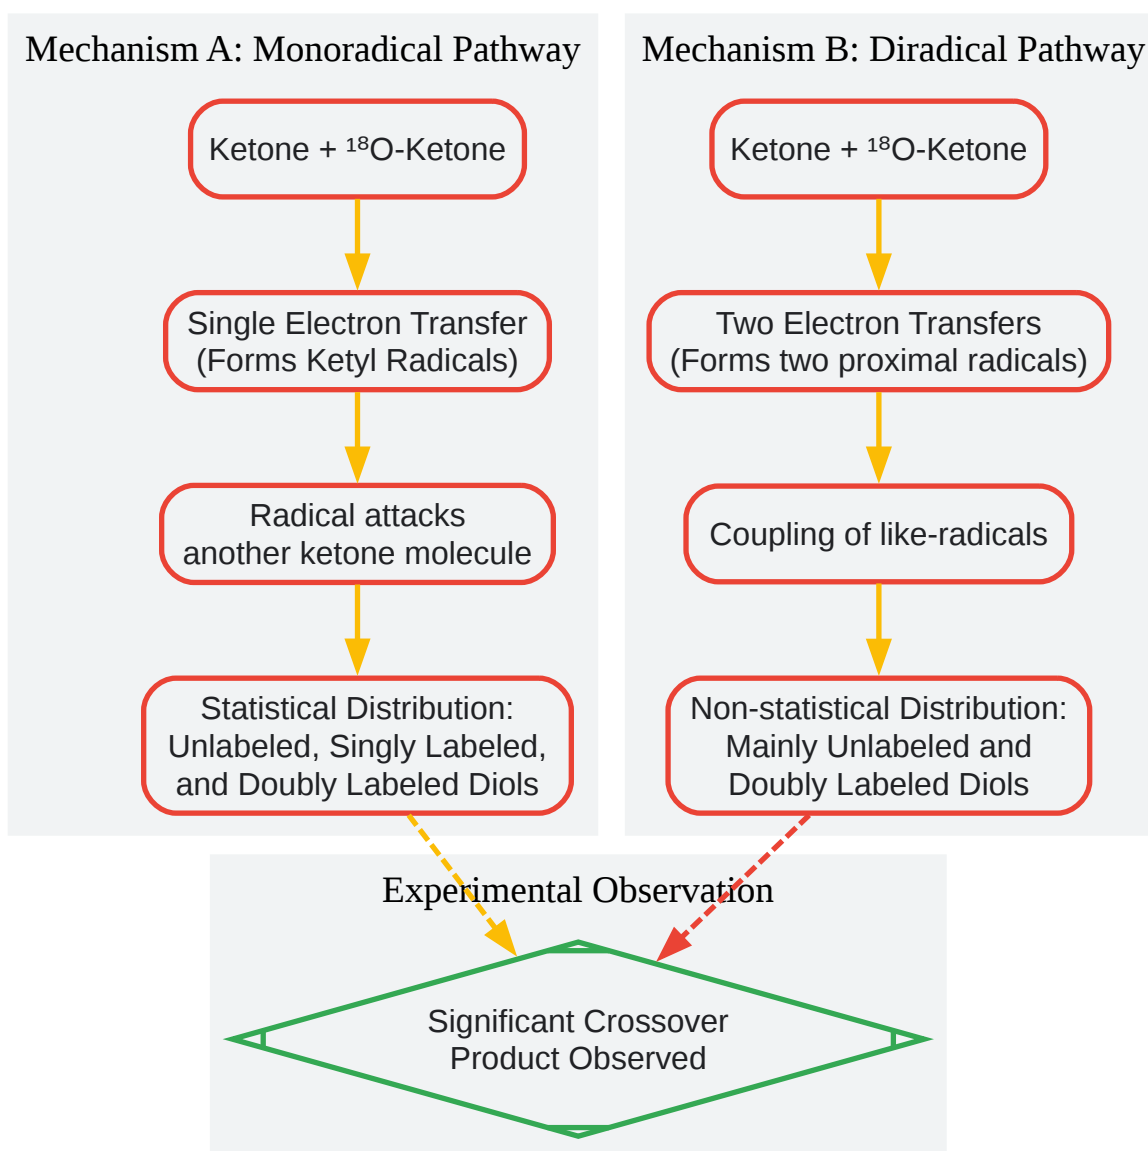 Mechanism A: Monoradical Pathway
Ketone + ¹⁸O-Ketone
Single Electron Transfer
(Forms Ketyl Radicals)
Radical attacks
another ketone molecule
Statistical Distribution:
Unlabeled, Singly Labeled,
and Doubly Labeled Diols
Mechanism B: Diradical Pathway
Ketone + ¹⁸O-Ketone
Two Electron Transfers
(Forms two proximal radicals)
Coupling of like-radicals
Non-statistical Distribution:
Mainly Unlabeled and
Doubly Labeled Diols
Experimental Observation
Significant Crossover
Product Observed